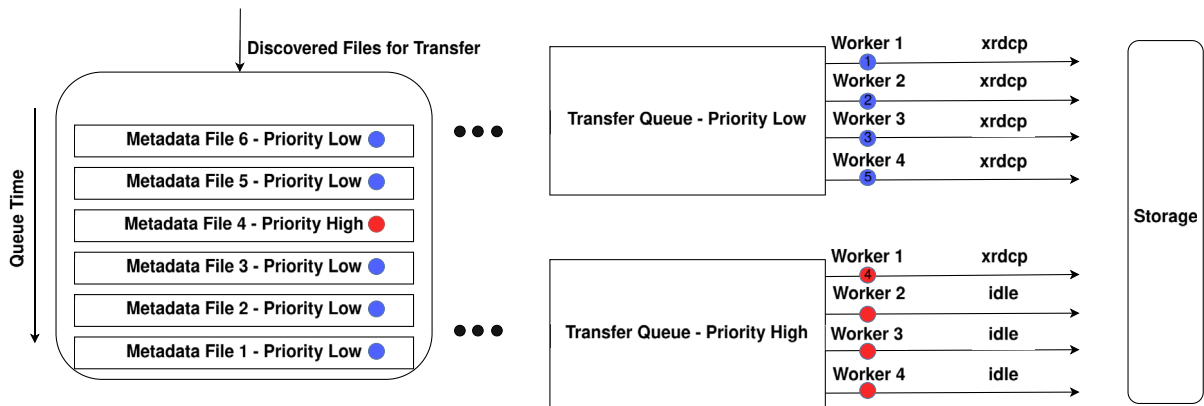 Discovered Files for Transfer
Queue Time
Metadata File 6 - Priority Low
Metadata File 5 - Priority Low
Metadata File 4 - Priority High
Metadata File 3 - Priority Low
Metadata File 2 - Priority Low
Metadata File 1 - Priority Low
Transfer Queue - Priority Low
Worker 1 xrdcp
1
Worker 2 xrdcp
2
Worker 3 xrdcp
3
Worker 4 xrdcp
5
Transfer Queue - Priority High
Worker 1 xrdcp
4
Worker 2 idle
Worker 3 idle
Worker 4 idle
Storage